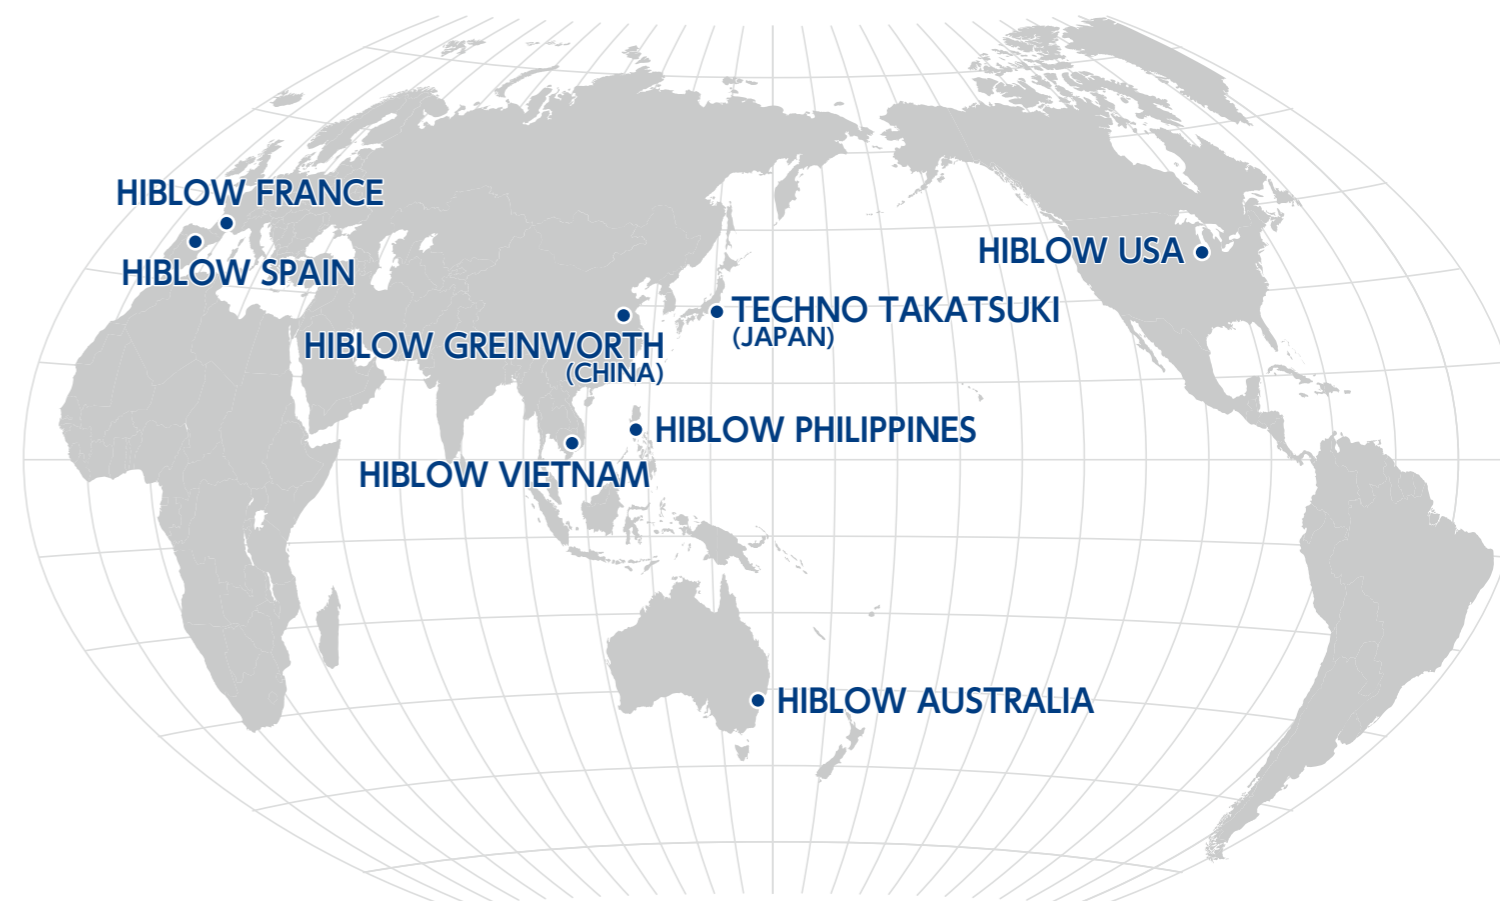 HIBLOW FRANCE
HIBLOW SPAIN
HIBLOW USA
TECHNO TAKATSUKI
(JAPAN)
HIBLOW GREINWORTH
(CHINA)
HIBLOW PHILIPPINES
HIBLOW VIETNAM
HIBLOW AUSTRALIA